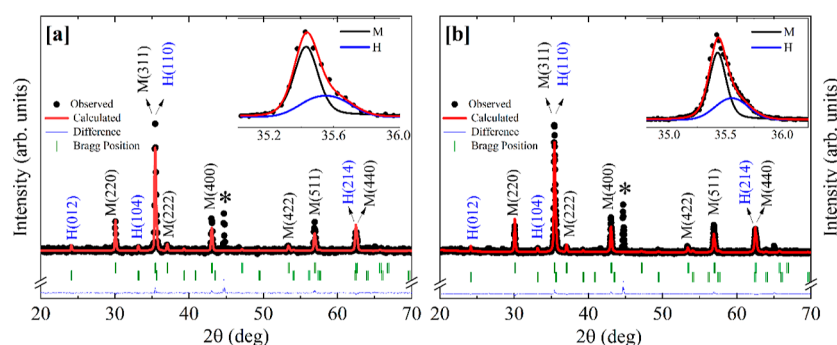 [a]
Intensity (arb. units)
Observed
Calculated
Difference
Bragg Position
H(012)
M(220)
H(104)
M(311)
H(110)
M(222)
M(400)
*
M(422)
M(511)
H(214)
M(440)
M
H
35.2 35.6 36.0
20 30 40 50 60 70
2θ (deg)
[b]
Intensity (arb. units)
Observed
Calculated
Difference
Bragg Position
H(012)
M(220)
H(104)
M(311)
H(110)
M(222)
M(400)
*
M(422)
M(511)
H(214)
M(440)
M
H
35.0 35.5 36.0
20 30 40 50 60 70
2θ (deg)
Intensity (arb. units)